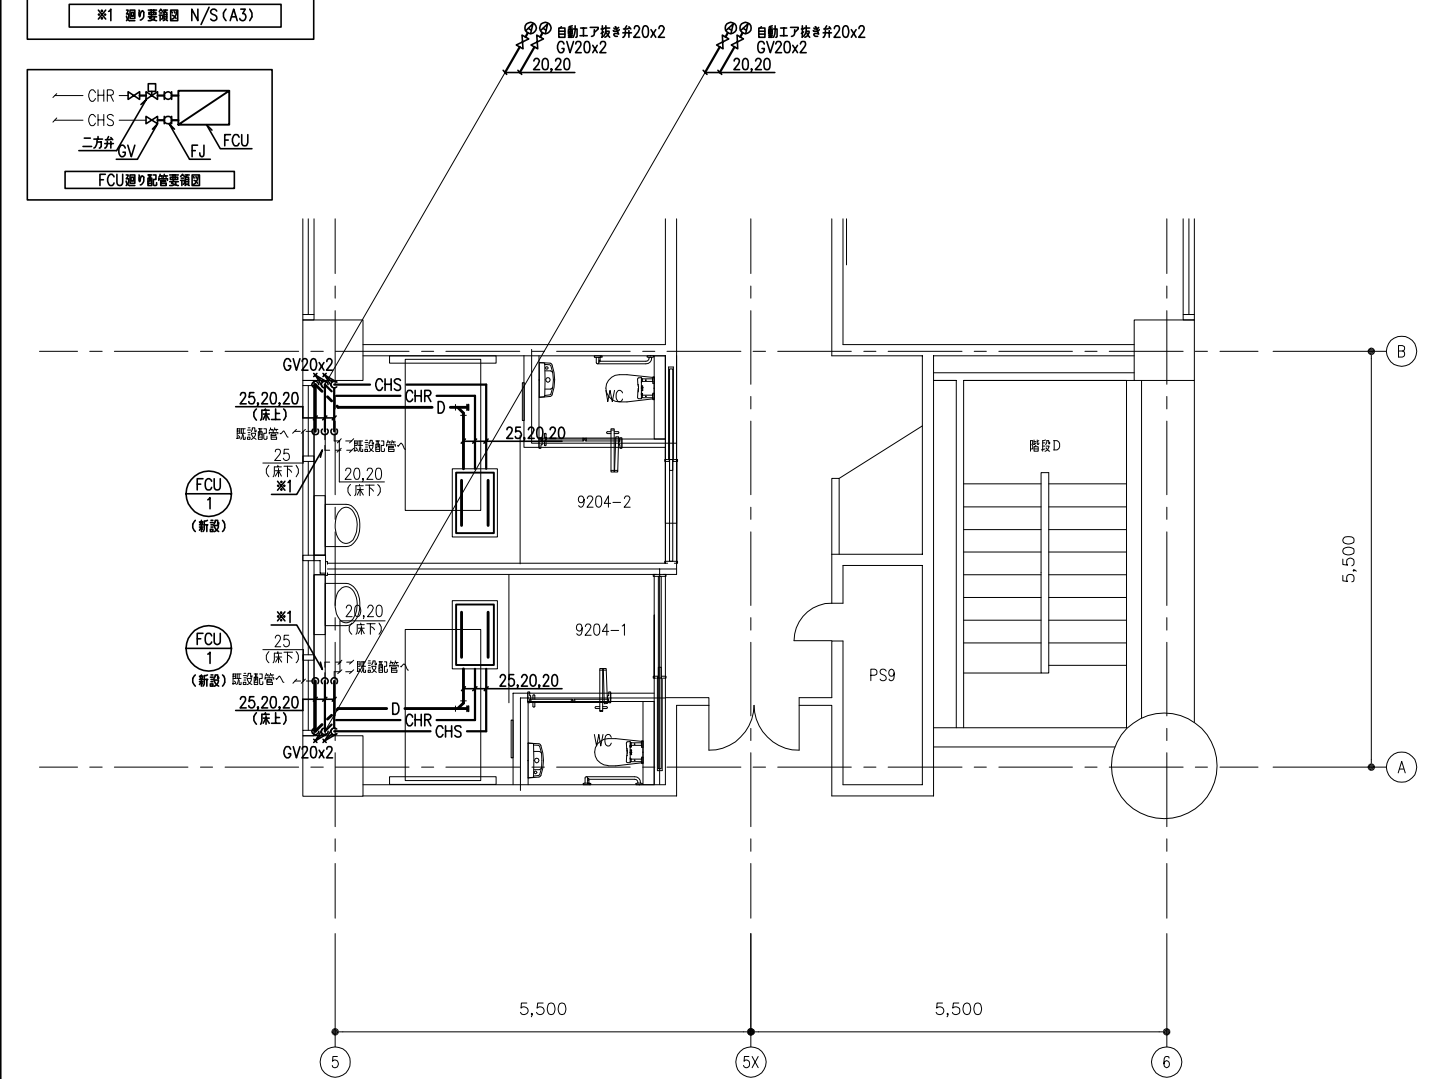 ※1 廻り要領図 N/S(A3)
CHR
CHS
二方弁
GV
FJ
FCU
FCU廻り配管要領図
自動エア抜き弁20x2
GV20x2
20,20
自動エア抜き弁20x2
GV20x2
20,20
GV20x2
CHS
CHR
D
25,20,20
(床上)
25,20,20
既設配管へ
既設配管へ
25
(床下)
20,20
(床下)
※1
FCU
1
(新設)
WC
9204-2
階段D
B
5,500
※1
20,20
(床下)
25
(床下)
FCU
1
(新設)
既設配管へ
既設配管へ
25,20,20
(床上)
25,20,20
D
CHR
CHS
GV20x2
9204-1
WC
PS9
A
5,500
5,500
5
5X
6